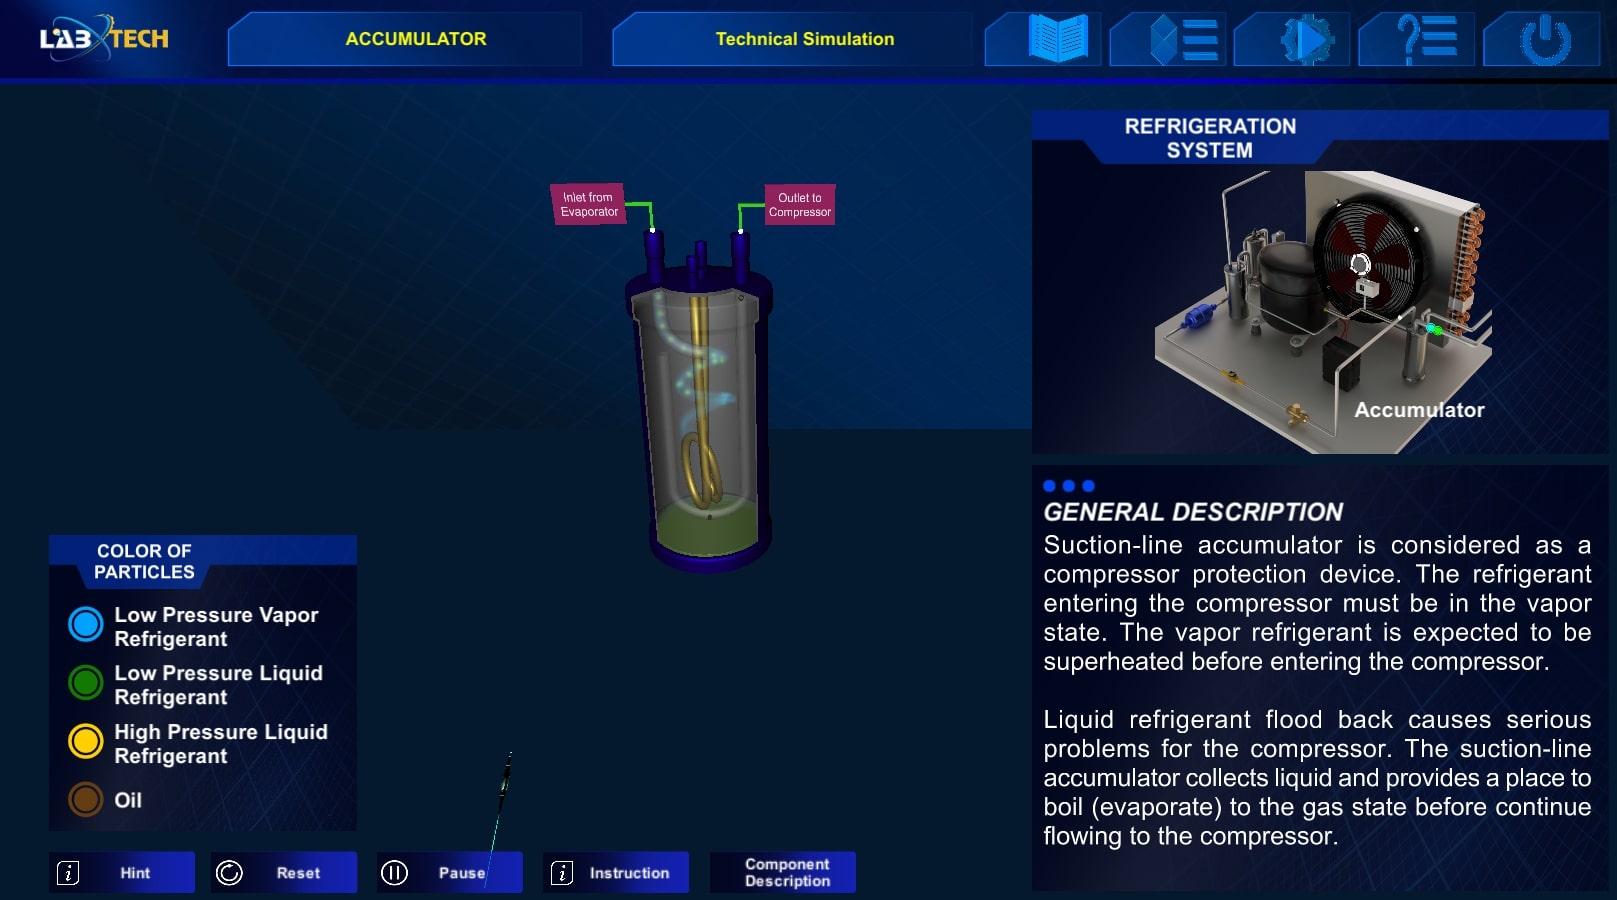 LABTECH
ACCUMULATOR
Technical Simulation
Inlet from
Evaporator
Outlet to
Compressor
REFRIGERATION
SYSTEM
Accumulator
COLOR OF
PARTICLES
Low Pressure Vapor
Refrigerant
Low Pressure Liquid
Refrigerant
High Pressure Liquid
Refrigerant
Oil
GENERAL DESCRIPTION
Suction-line accumulator is considered as a
compressor protection device. The refrigerant
entering the compressor must be in the vapor
state. The vapor refrigerant is expected to be
superheated before entering the compressor.
Liquid refrigerant flood back causes serious
problems for the compressor. The suction-line
accumulator collects liquid and provides a place to
boil (evaporate) to the gas state before continue
flowing to the compressor.
Hint
Reset
Pause
Instruction
Component
Description